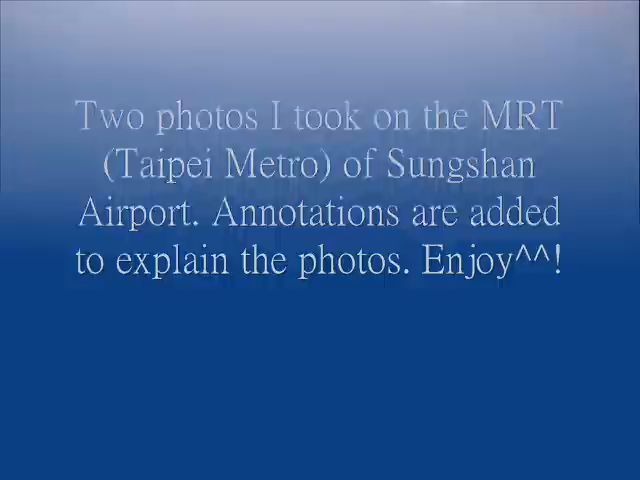 Two photos I took on the MRT
(Taipei Metro) of Sungshan
Airport. Annotations are added
to explain the photos. Enjoy^^!